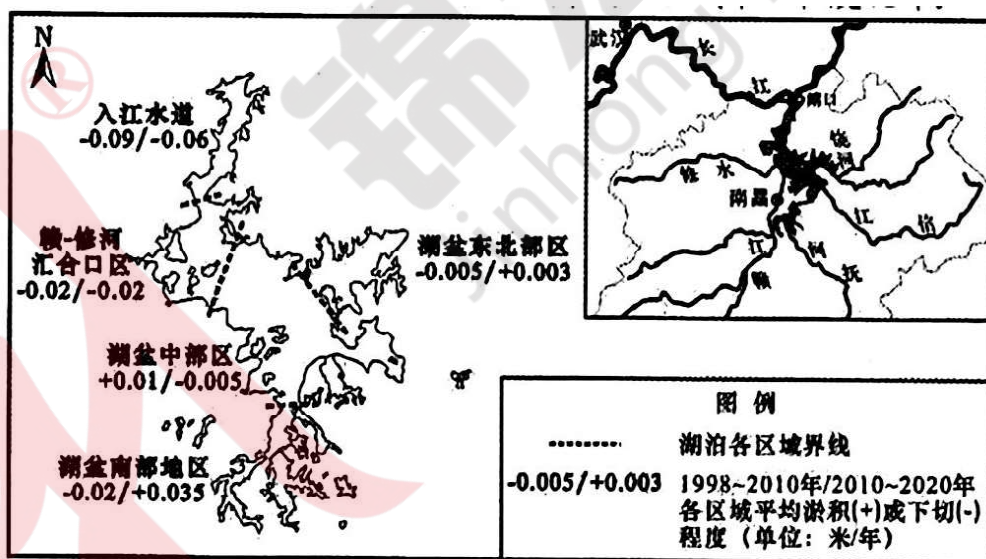 N
入江水道
-0.09/-0.06
赣-修河
汇合口区
-0.02/-0.02
湖盆东北部区
-0.005/+0.003
湖盆中部区
+0.01/-0.005
湖盆南部地区
-0.02/+0.035
武汉
长
江
湖口
饶
河
修水
南昌
江
信
江
赣
河
抚
图例
湖泊各区域界线
-0.005/+0.003 1998~2010年/2010~2020年
各区域平均淤积(+)或下切(-)
程度（单位：米/年）
®
jinhong